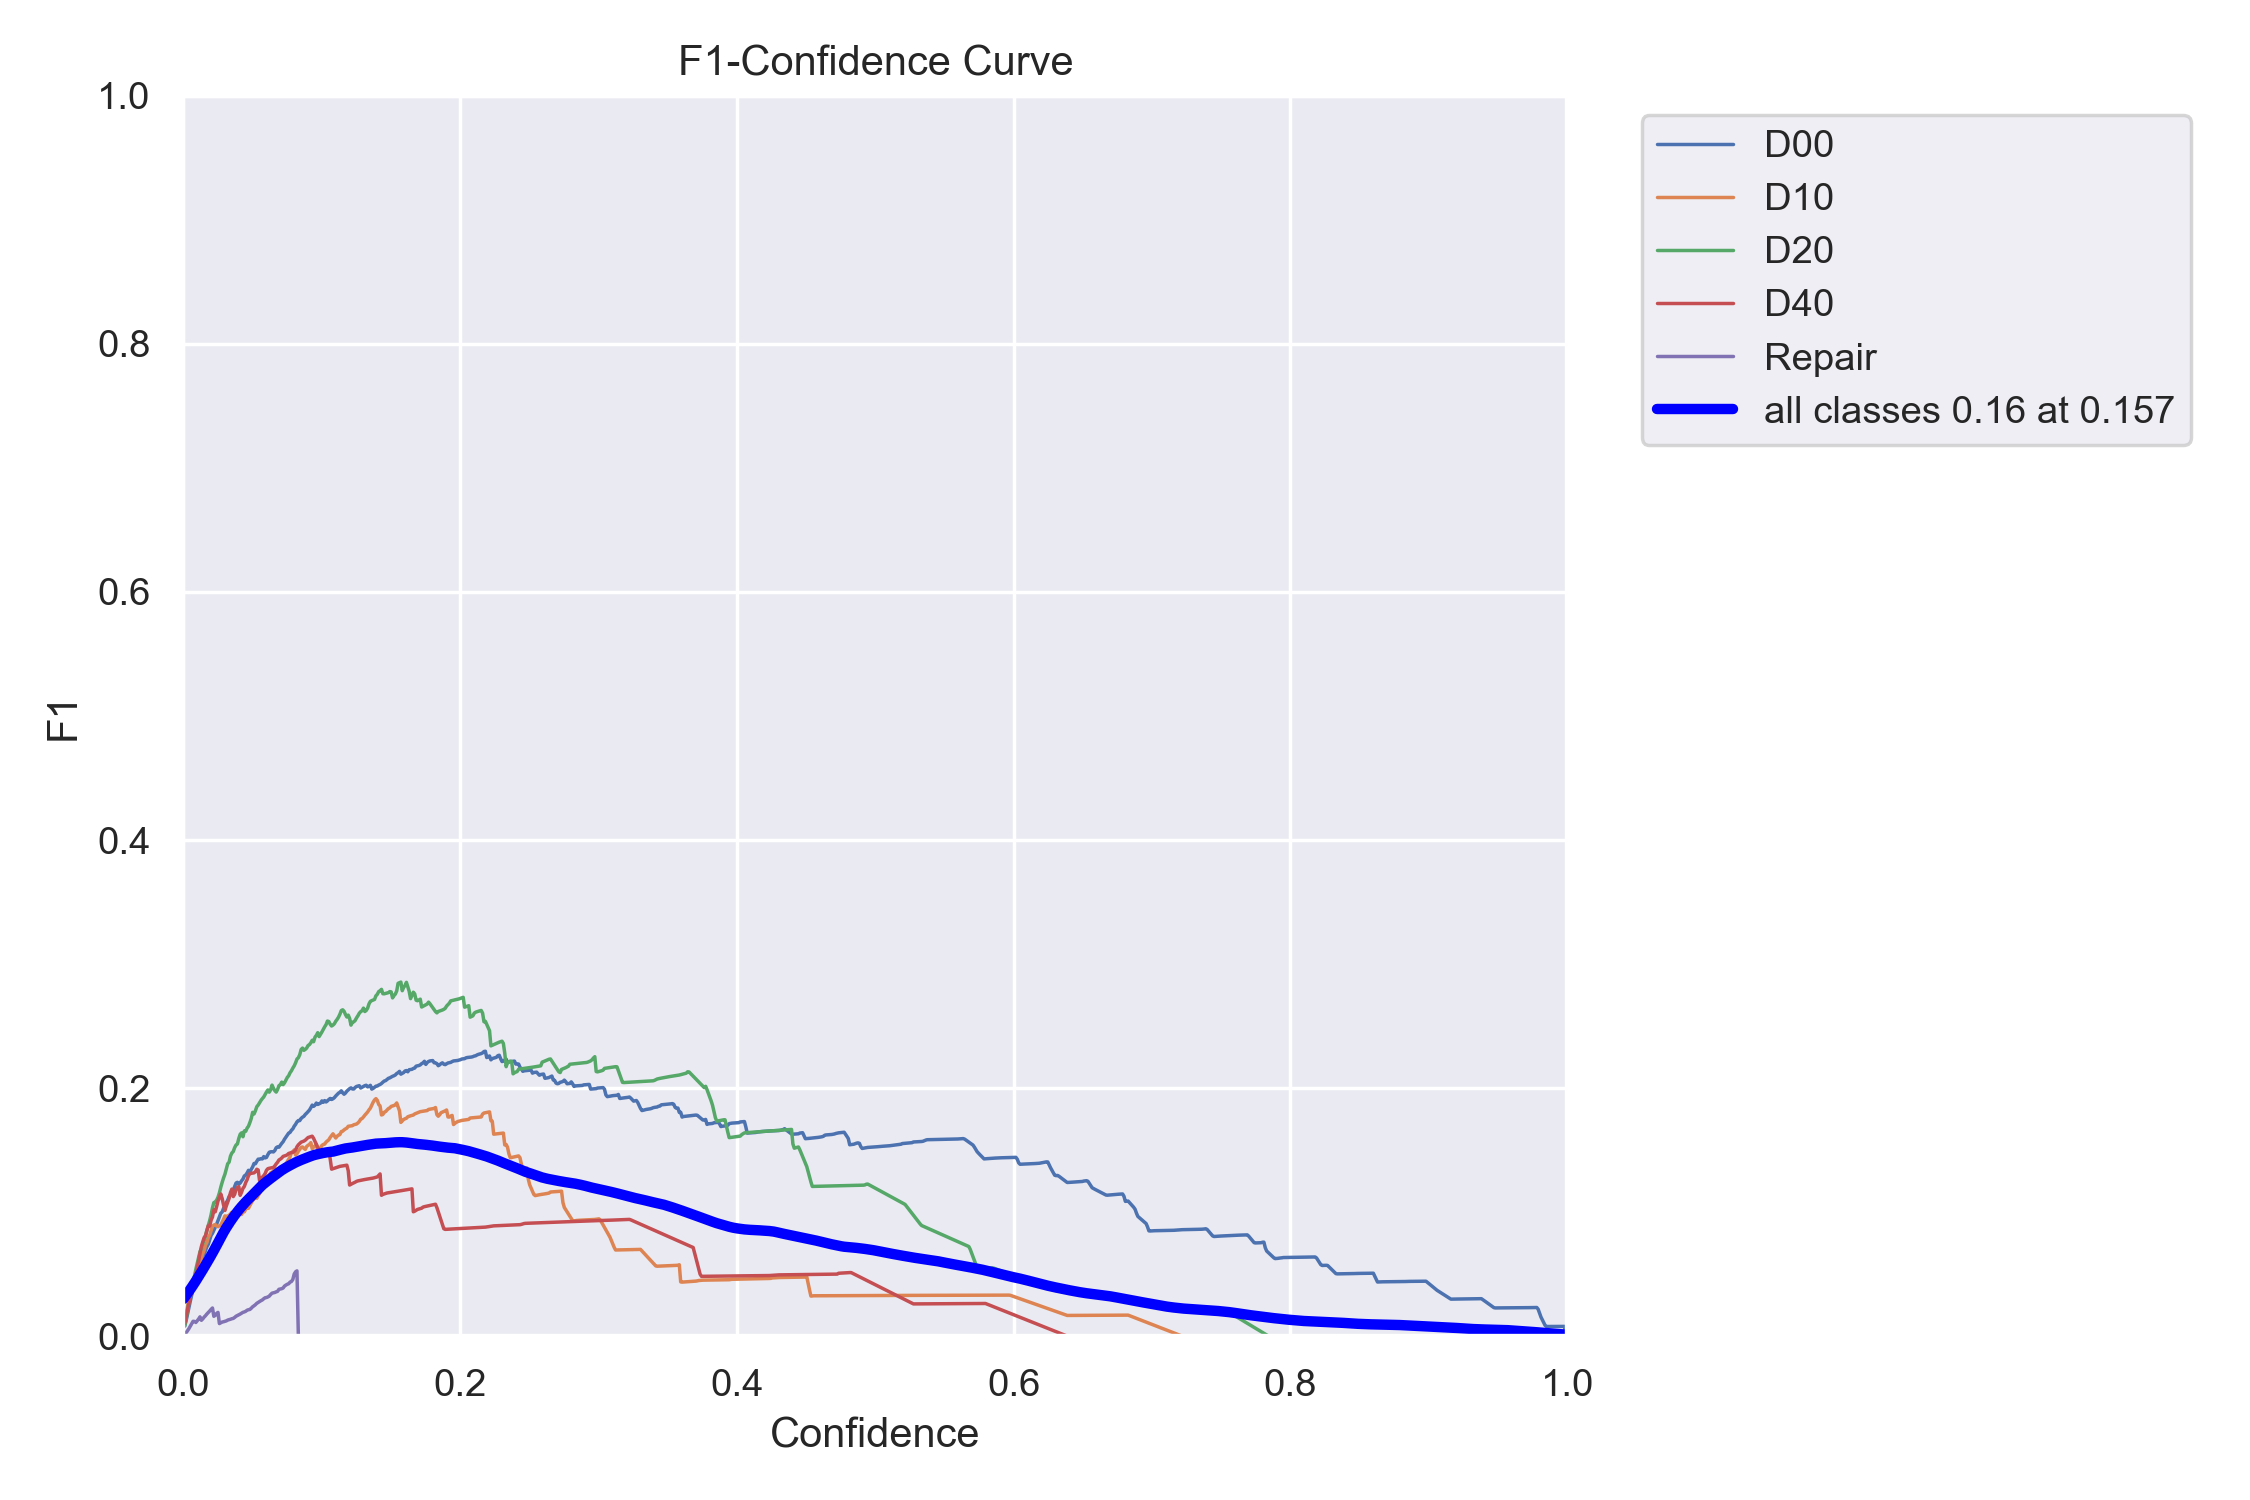 F1-Confidence Curve
1.0
0.8
0.6
0.4
0.2
0.0
F1
0.0 0.2 0.4 0.6 0.8 1.0
Confidence
D00
D10
D20
D40
Repair
all classes 0.16 at 0.157